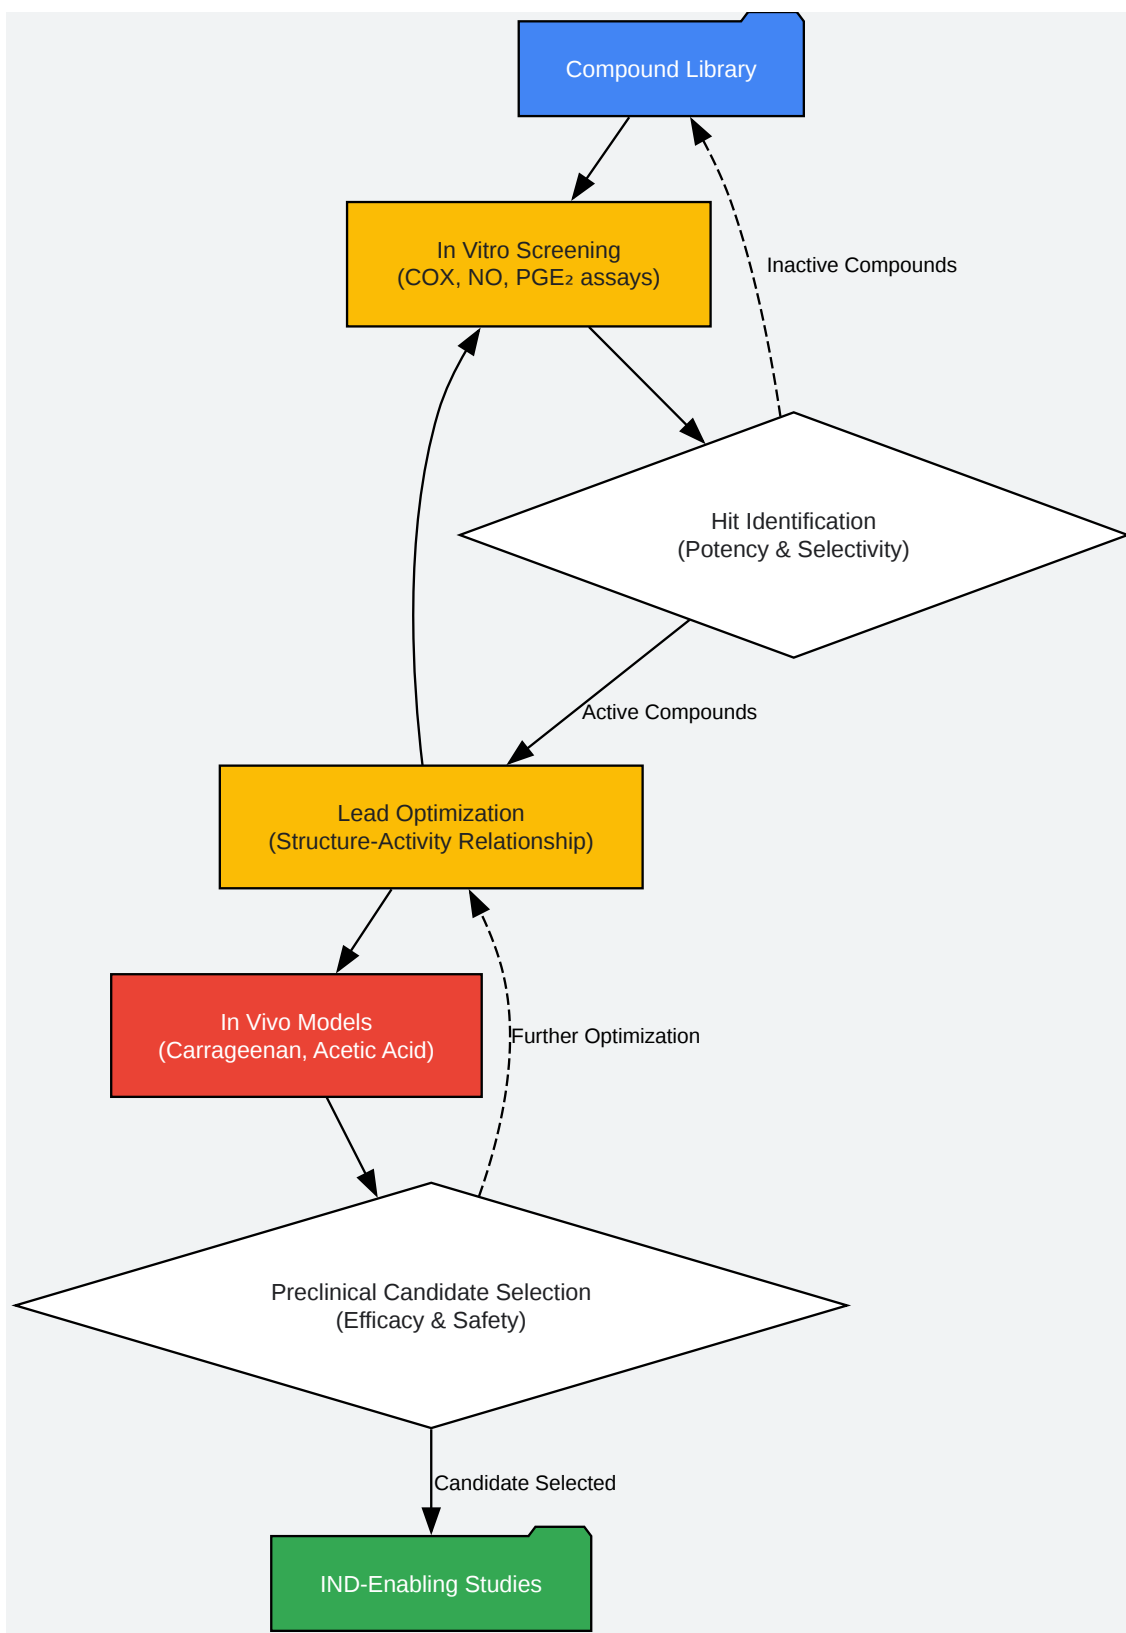 Compound Library
In Vitro Screening
(COX, NO, PGE₂ assays)
Inactive Compounds
Hit Identification
(Potency & Selectivity)
Active Compounds
Lead Optimization
(Structure-Activity Relationship)
In Vivo Models
(Carrageenan, Acetic Acid)
Further Optimization
Preclinical Candidate Selection
(Efficacy & Safety)
Candidate Selected
IND-Enabling Studies